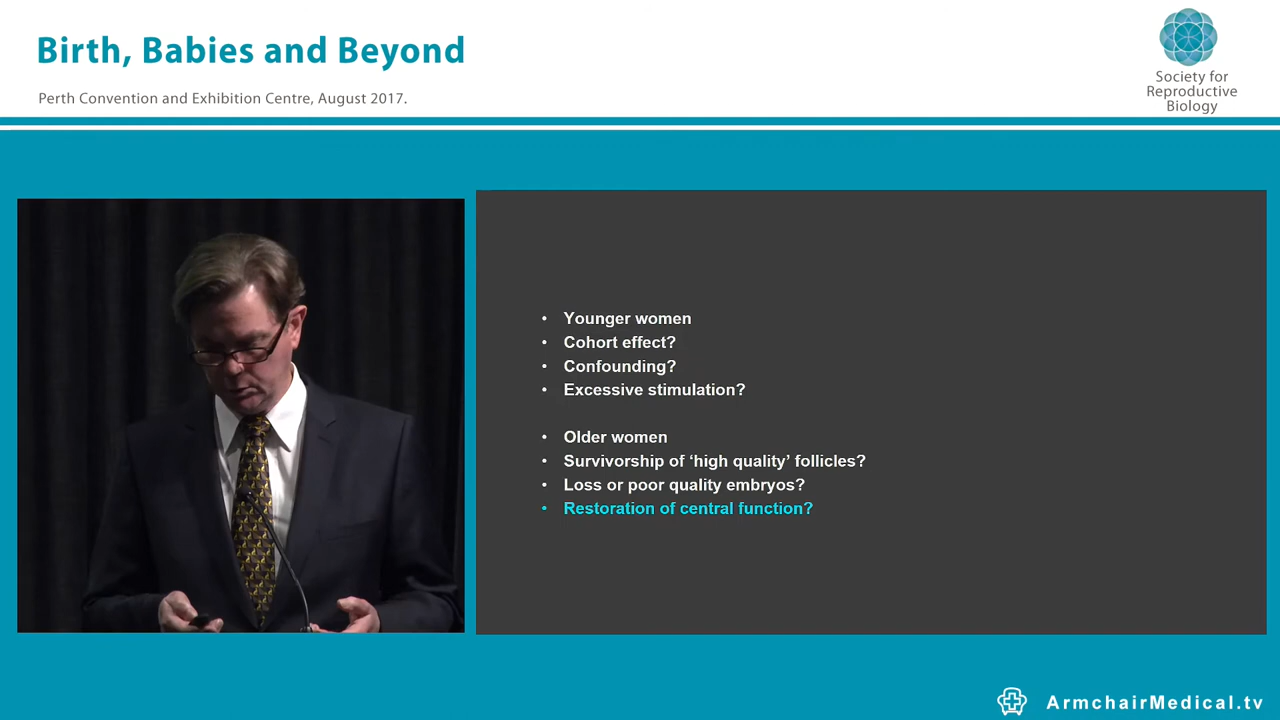 Birth, Babies and Beyond
Perth Convention and Exhibition Centre, August 2017.
Society for
Reproductive
Biology
• Younger women
• Cohort effect?
• Confounding?
• Excessive stimulation?
• Older women
• Survivorship of ‘high quality’ follicles?
• Loss or poor quality embryos?
• Restoration of central function?
ArmchairMedical.tv